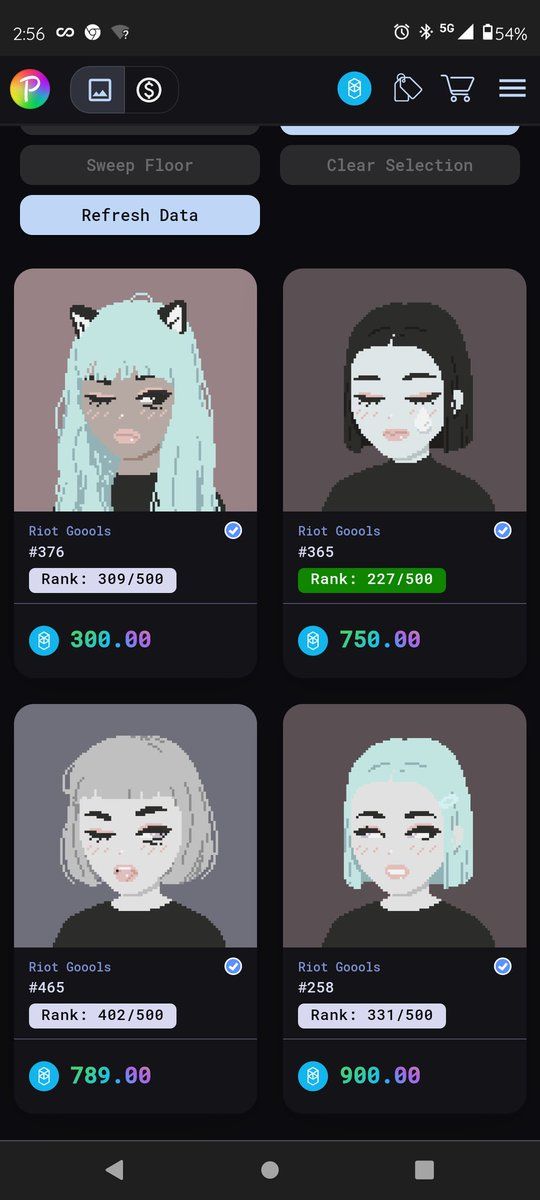 2:56
5G
54%
P
Sweep Floor
Clear Selection
Refresh Data
Riot Goools
#376
Rank: 309/500
300.00
Riot Goools
#365
Rank: 227/500
750.00
Riot Goools
#465
Rank: 402/500
789.00
Riot Goools
#258
Rank: 331/500
900.00